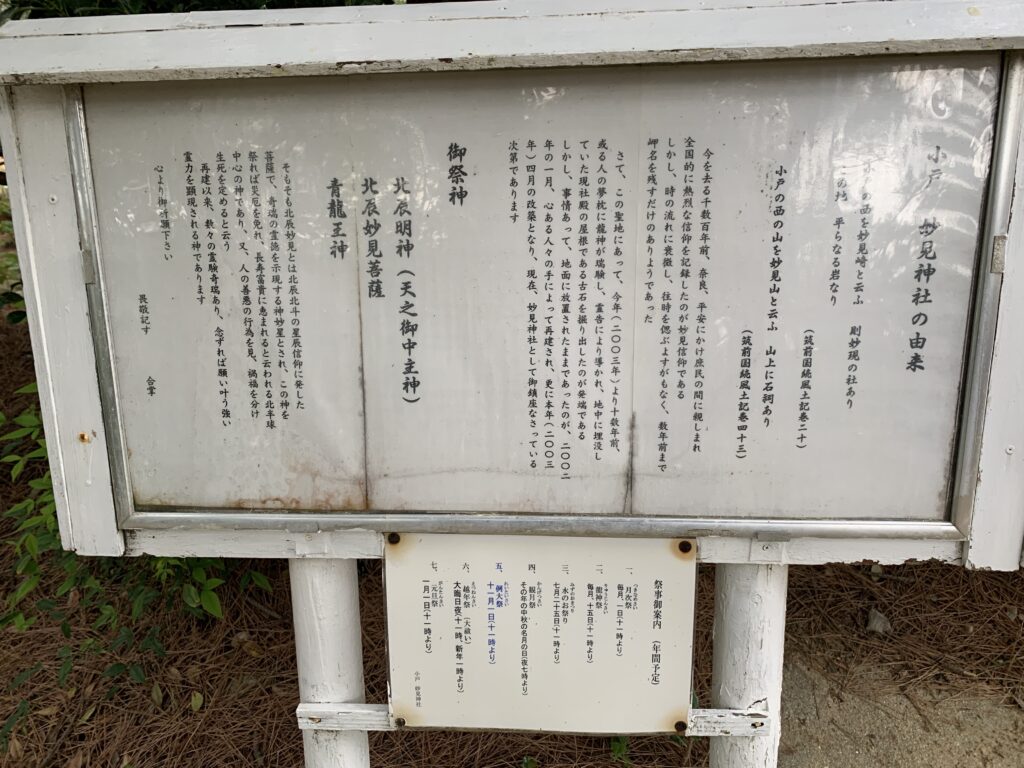 小戸 妙見神社の由来
の西を妙見崎と云ふ 則妙現の社あり
この地 平らなる岩なり
(筑前国続風土記巻二十)
小戸の西の山を妙見山と云ふ 山上に石祠あり
(筑前国続風土記巻四十三)
今を去る千数百年前、奈良、平安にかけ庶民の間に親しまれ
全国的に熱烈な信仰を記録したのが妙見信仰である
しかし、時の流れに衰微し、往時を偲ぶよすがもなく、数年前まで
岬名を残すだけのありようであった
さて、この聖地にあって、今年(二〇〇三年)より十数年前、
或る人の夢枕に龍神が瑞験し、霊告により導かれ、地中に埋没し
ていた現社殿の屋根である古石を掘り出したのが発端である
しかし、事情あって、地面に放置されたままであったのが、二〇〇二
年の一月、心ある人々の手によって再建され、更に本年(二〇〇三
年)四月の改築となり、現在、妙見神社として御鎮座なさっている
次第であります
御祭神
北辰明神(天之御中主神)
北辰妙見菩薩
青龍王神
そもそも北辰妙見とは北辰北斗の星辰信仰に発した
菩薩で、奇瑞の霊徳を示現する神妙星とされ、この神を
祭れば災厄を免れ、長寿富貴に恵まれると云われる北半球
中心の神であり、又、人の善悪の行為を見、禍福を分け
生死を定めると云う
再建以来、数々の霊験奇瑞あり、念ずれば願い叶う強い
霊力を顕現される神であります
心より御祈願下さい
畏敬記す 合掌
祭事御案内 (年間予定)
一、月次祭
毎月、一日(十一時より)
二、龍神祭
毎月、十五日(十一時より)
三、水のお祭り
七月二十五日(十一時より)
四、観月祭
その年の中秋の名月の日(夜七時より)
五、例大祭
十一月一日(十一時より)
六、越年祭(大祓い)
大晦日(夜十一時、新年一時より)
七、元旦祭
一月一日(十一時より)
小戸 妙見神社